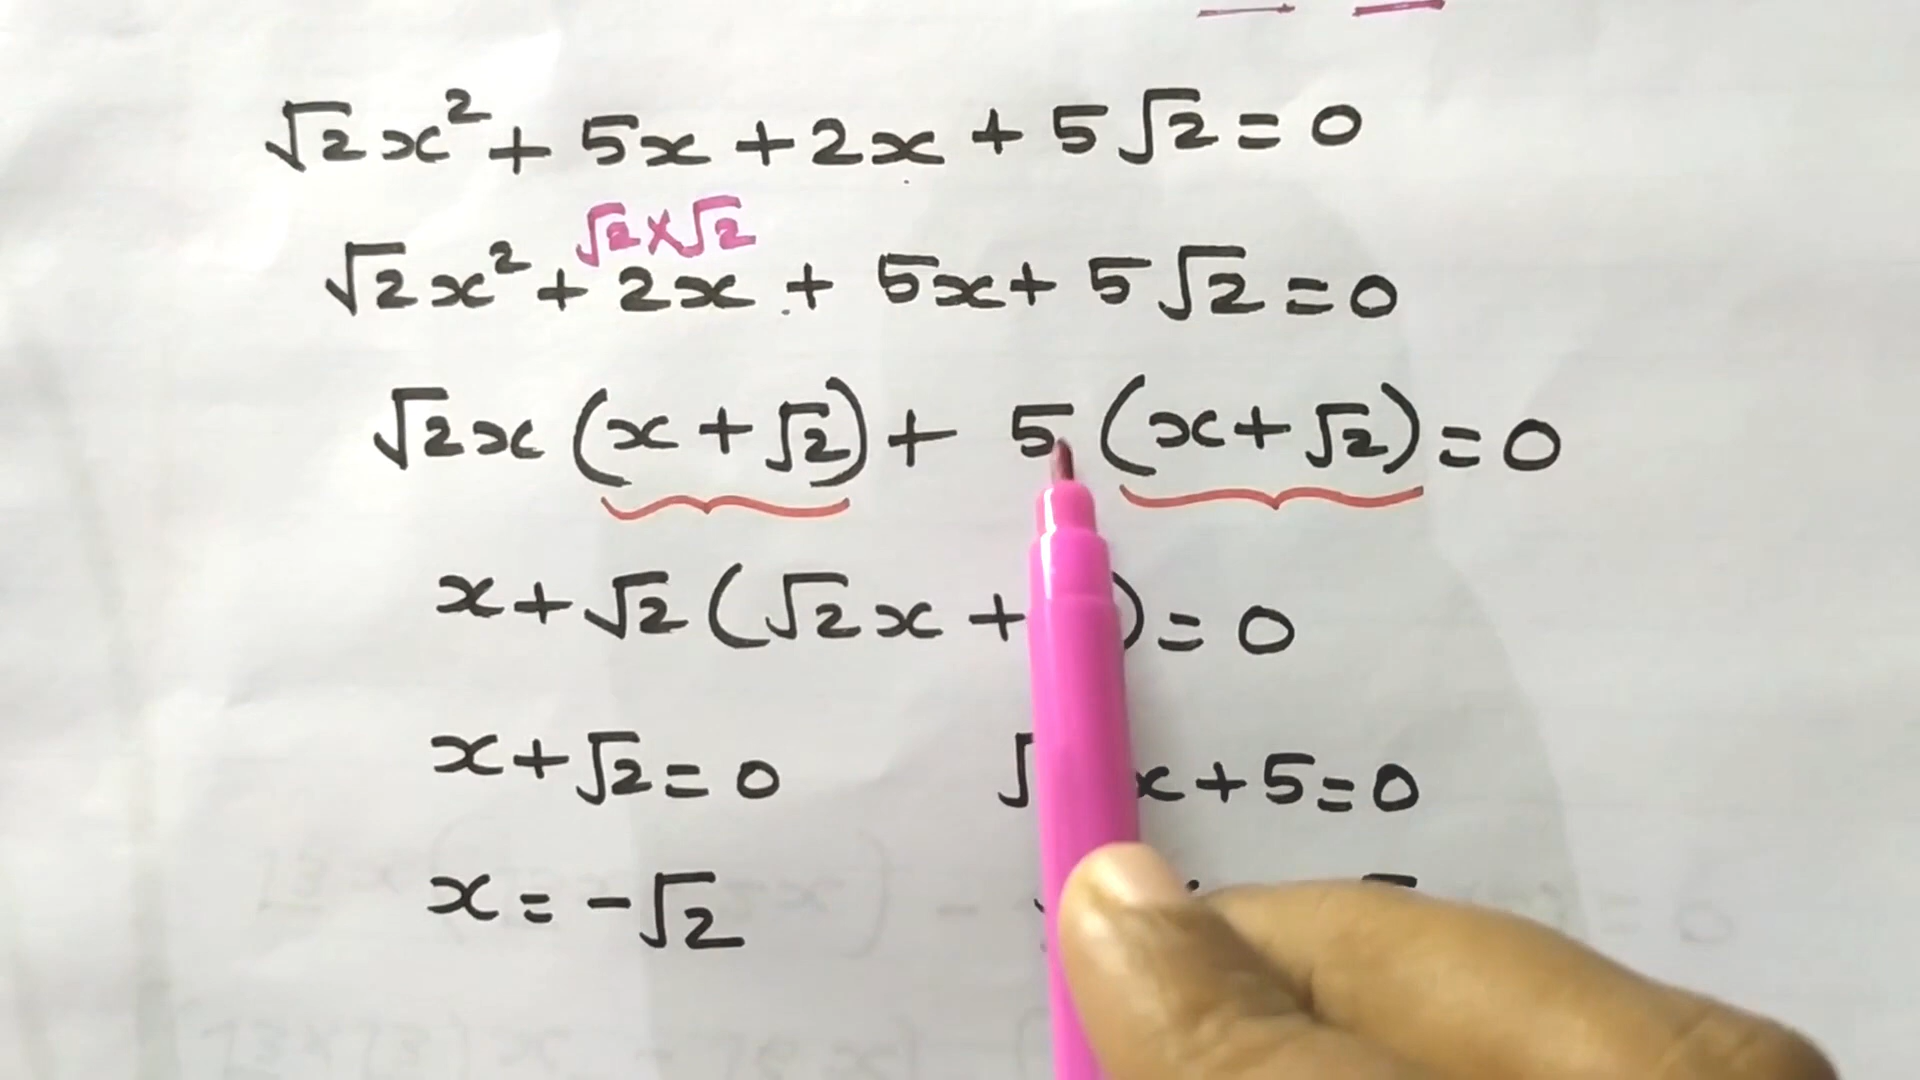 √2x² + 5x + 2x + 5√2 = 0
√2 × √2
√2x² + 2x + 5x + 5√2 = 0
√2x (x + √2) + 5 (x + √2) = 0
x + √2 (√2x + ) = 0
x + √2 = 0 x + 5 = 0
x = -√2